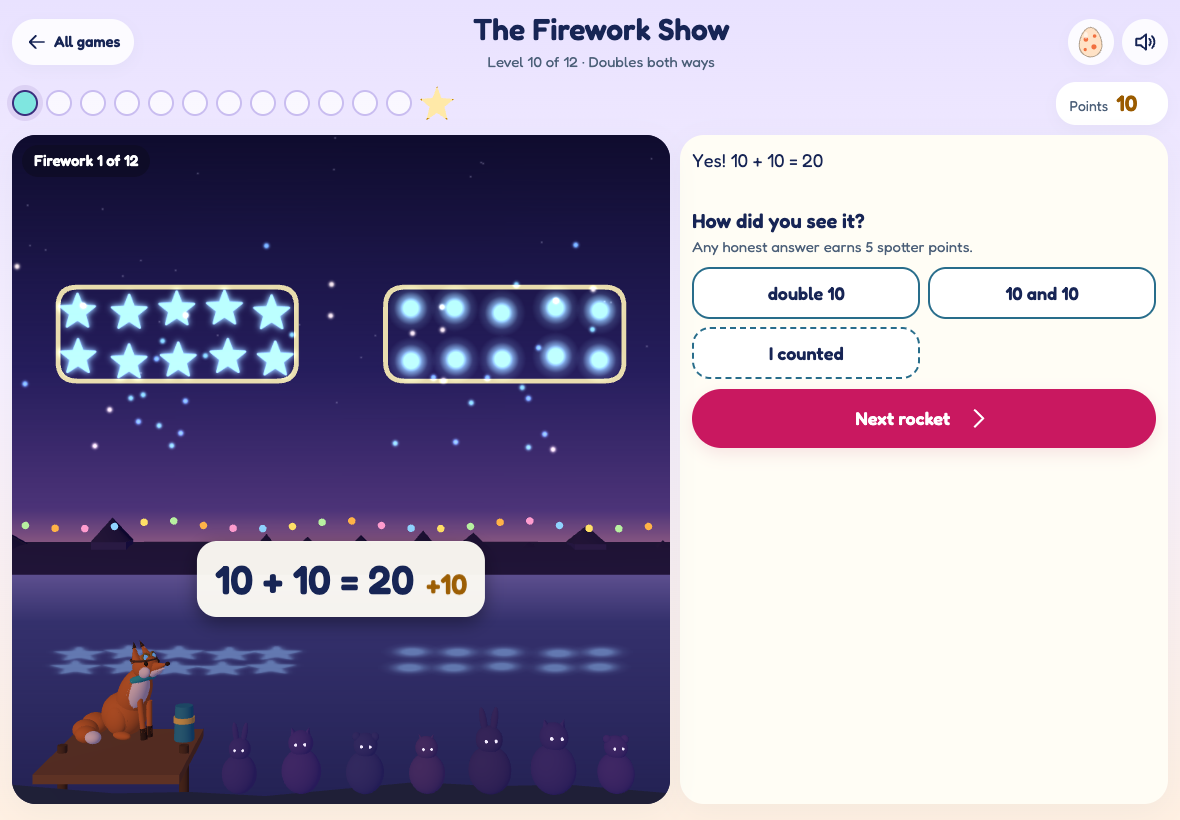 All games
The Firework Show
Level 10 of 12 · Doubles both ways
Points 10
Firework 1 of 12
10 + 10 = 20 +10
Yes! 10 + 10 = 20
How did you see it?
Any honest answer earns 5 spotter points.
double 10
10 and 10
I counted
Next rocket